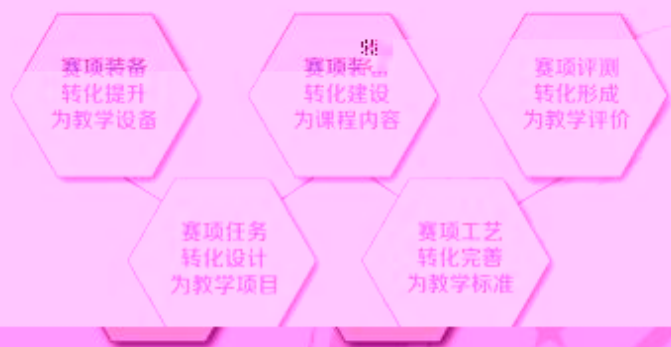 赛项装备
转化提升
为教学设备
赛项装
转化建设
为课程内容
赛项评测
转化形成
为教学评价
赛项任务
转化设计
为教学项目
赛项工艺
转化完善
为教学标准